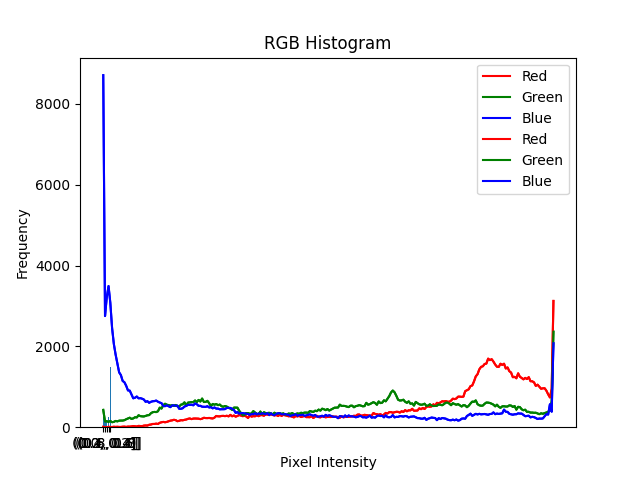 RGB Histogram
Red
Green
Blue
Red
Green
Blue
8000
6000
4000
2000
0
Frequency
Pixel Intensity